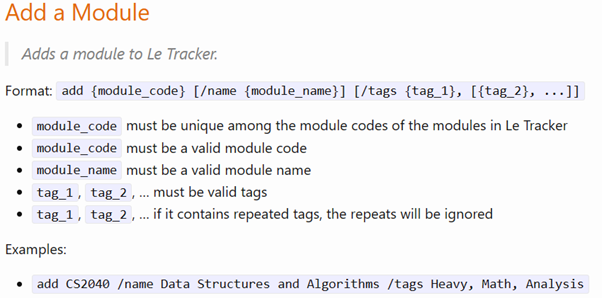 Add a Module
Adds a module to Le Tracker.
Format: add {module_code} [/name {module_name}] [/tags {tag_1}, [{tag_2}, ...]]
• module_code must be unique among the module codes of the modules in Le Tracker
• module_code must be a valid module code
• module_name must be a valid module name
• tag_1 , tag_2 , ... must be valid tags
• tag_1 , tag_2 , ... if it contains repeated tags, the repeats will be ignored
Examples:
• add CS2040 /name Data Structures and Algorithms /tags Heavy, Math, Analysis